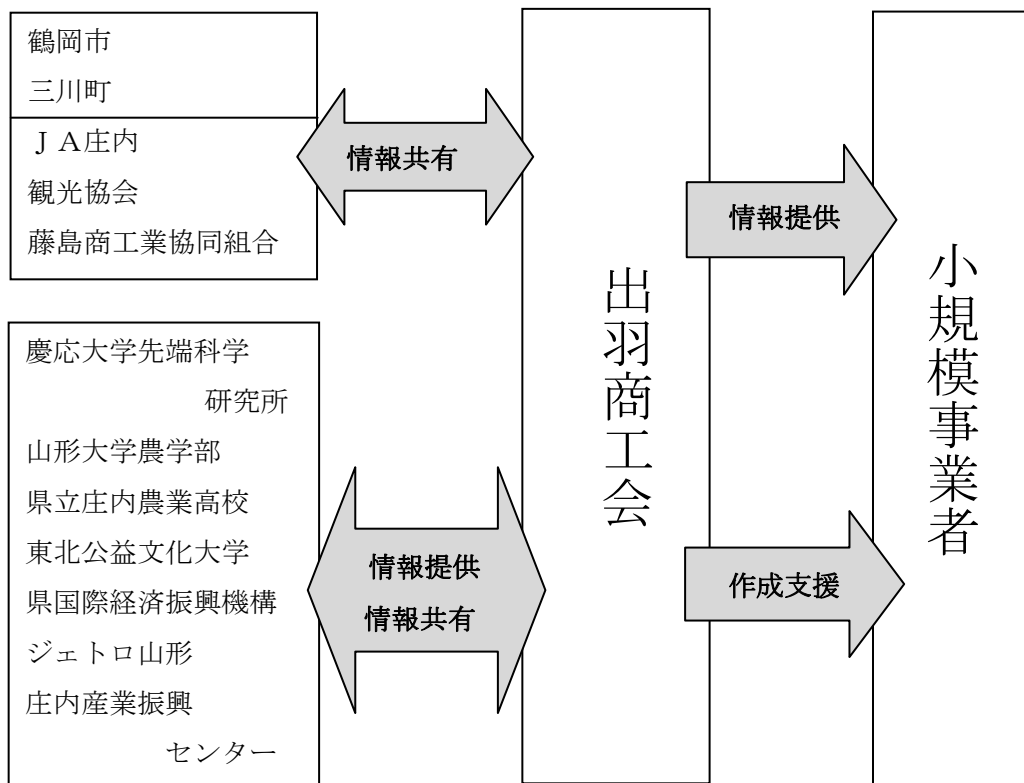 鶴岡市
三川町
ＪＡ庄内
観光協会
藤島商工業協同組合
情報共有
慶応大学先端科学
研究所
山形大学農学部
県立庄内農業高校
東北公益文化大学
県国際経済振興機構
ジェトロ山形
庄内産業振興
センター
情報提供
情報共有
出羽商工会
情報提供
作成支援
小規模事業者